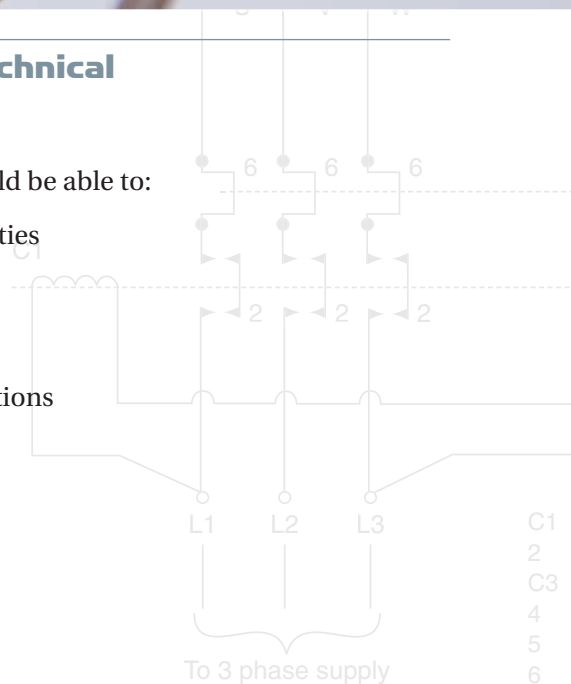 chnical
ld be able to:
ties
tions
6 6 6
C1
2 2 2
L1 L2 L3
To 3 phase supply
C1
2
C3
4
5
6